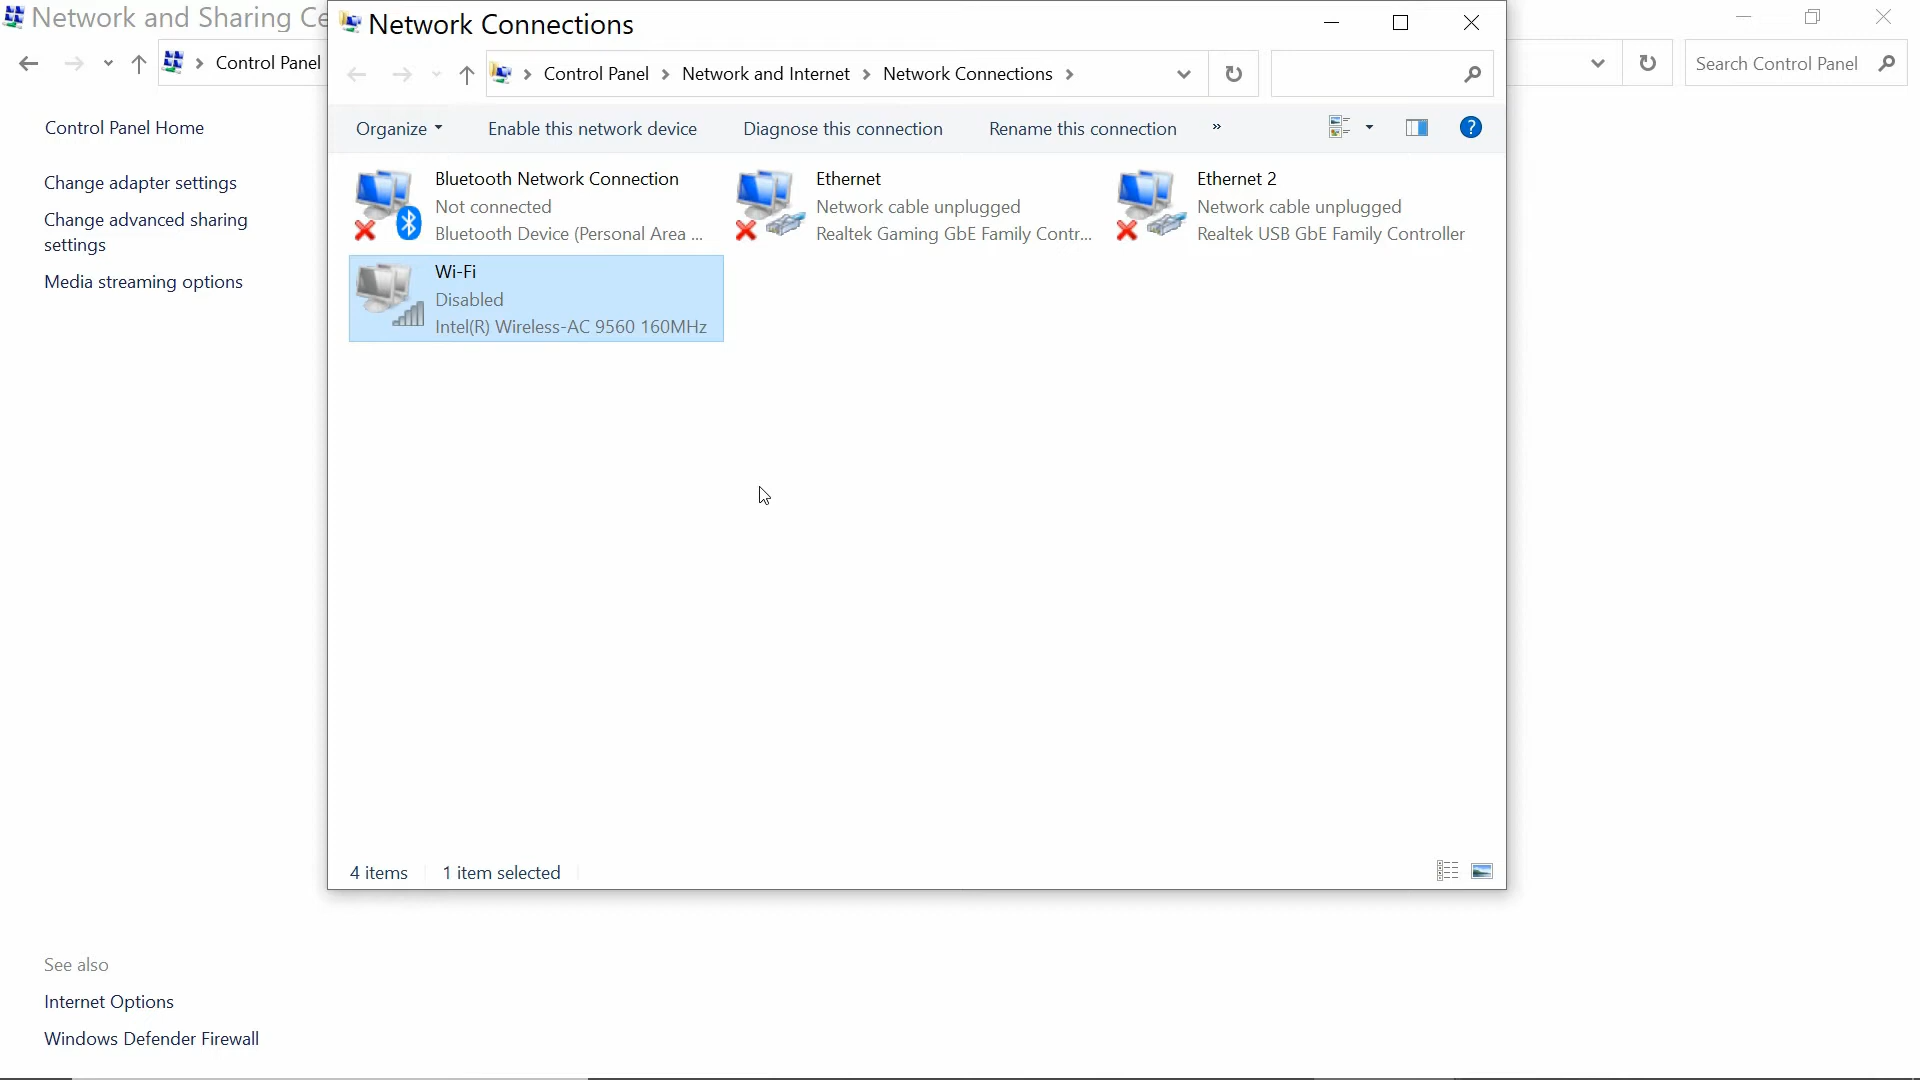 Network and Sharing Ce
Control Panel
Search Control Panel
Control Panel Home
Change adapter settings
Change advanced sharing
settings
Media streaming options
See also
Internet Options
Windows Defender Firewall
Network Connections
Control Panel > Network and Internet > Network Connections >
Organize Enable this network device Diagnose this connection Rename this connection »
Bluetooth Network Connection
Not connected
Bluetooth Device (Personal Area ...
Ethernet
Network cable unplugged
Realtek Gaming GbE Family Contr...
Ethernet 2
Network cable unplugged
Realtek USB GbE Family Controller
Wi-Fi
Disabled
Intel(R) Wireless-AC 9560 160MHz
4 items 1 item selected